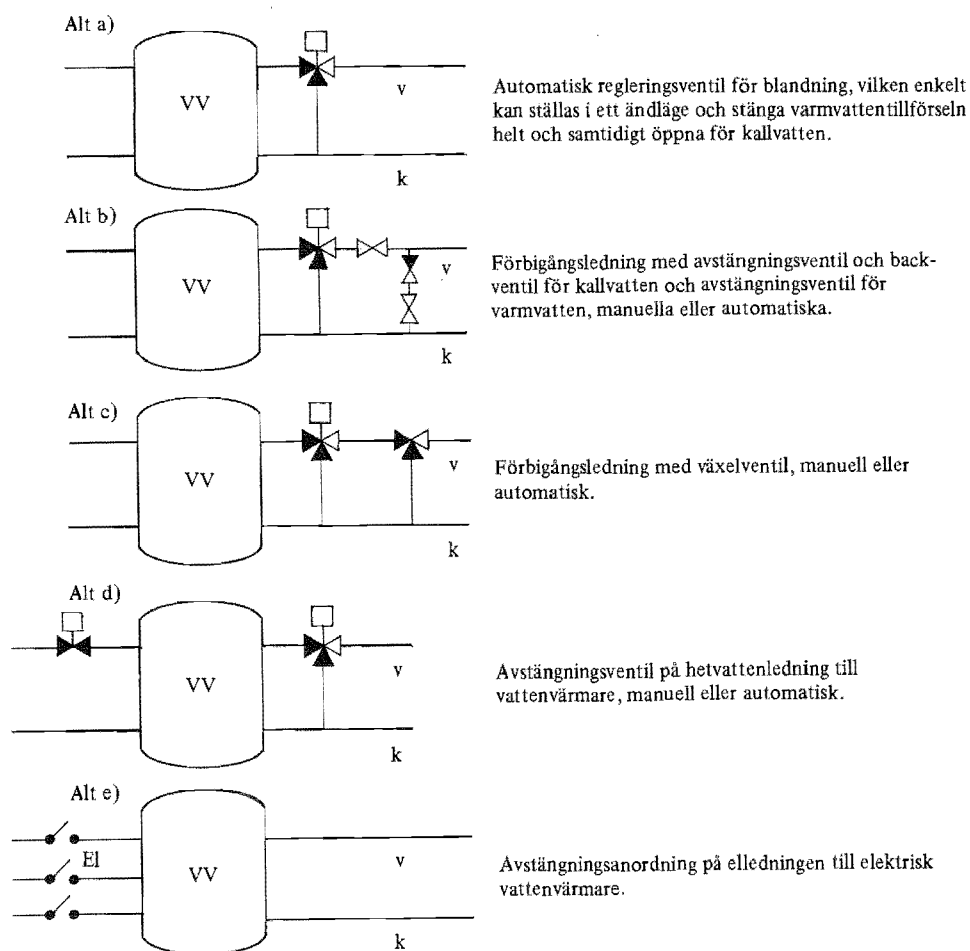 Alt a)
VV
v
k
Automatisk regleringsventil för blandning, vilken enkelt
kan ställas i ett ändläge och stänga varmvattentillförseln
helt och samtidigt öppna för kallvatten.
Alt b)
VV
v
k
Förbigångsledning med avstängningsventil och back-
ventil för kallvatten och avstängningsventil för
varmvatten, manuella eller automatiska.
Alt c)
VV
v
k
Förbigångsledning med växelventil, manuell eller
automatisk.
Alt d)
VV
v
k
Avstängningsventil på hetvattenledning till
vattenvärmare, manuell eller automatisk.
Alt e)
El
VV
v
k
Avstängningsanordning på elledningen till elektrisk
vattenvärmare.